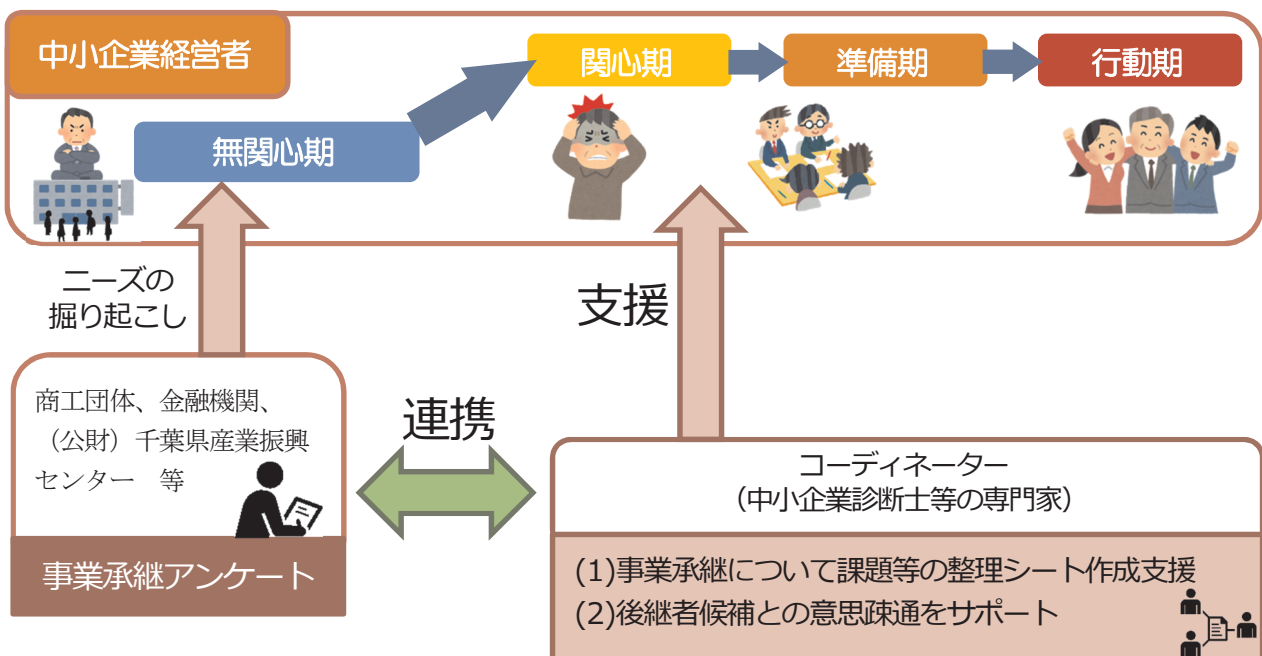 中小企業経営者
無関心期
関心期
準備期
行動期
ニーズの
掘り起こし
支援
商工団体、金融機関、
（公財）千葉県産業振興
センター　等
事業承継アンケート
連携
コーディネーター
（中小企業診断士等の専門家）
(1)事業承継について課題等の整理シート作成支援
(2)後継者候補との意思疎通をサポート